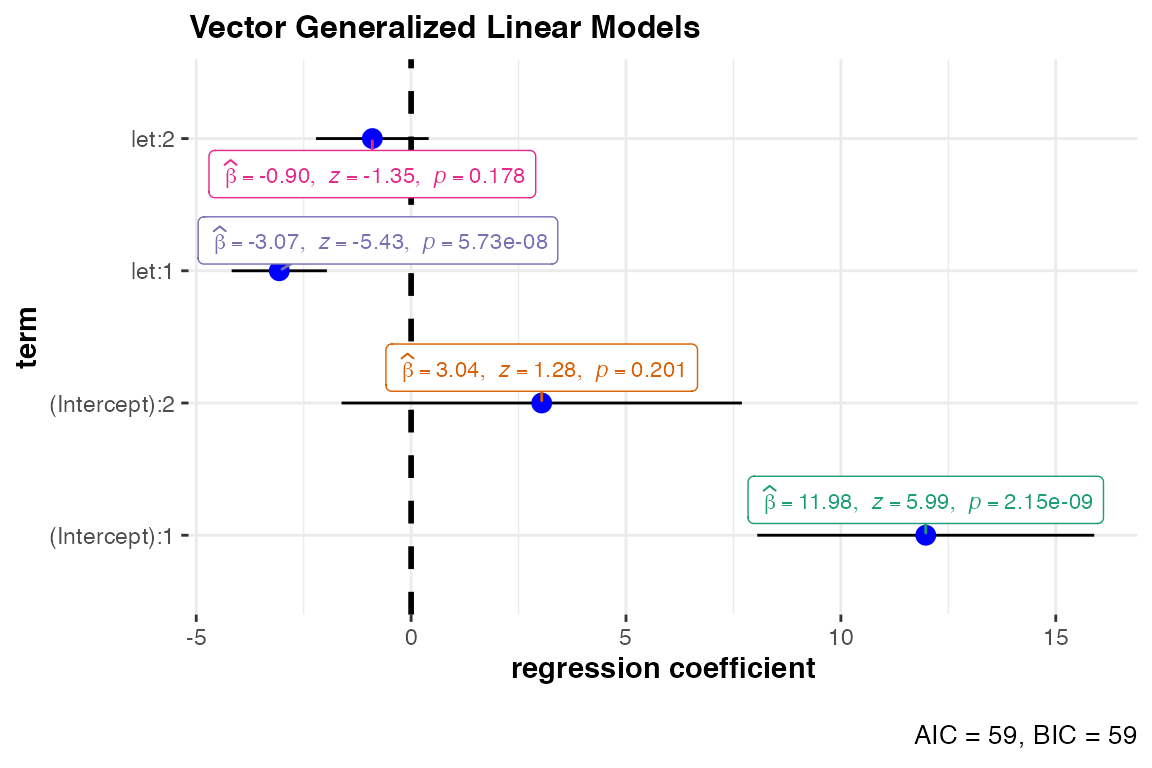 Vector Generalized Linear Models
let:2
β̂ = -0.90, z = -1.35, p = 0.178
β̂ = -3.07, z = -5.43, p = 5.73e-08
let:1
term
β̂ = 3.04, z = 1.28, p = 0.201
(Intercept):2
β̂ = 11.98, z = 5.99, p = 2.15e-09
(Intercept):1
-5 0 5 10 15
regression coefficient
AIC = 59, BIC = 59